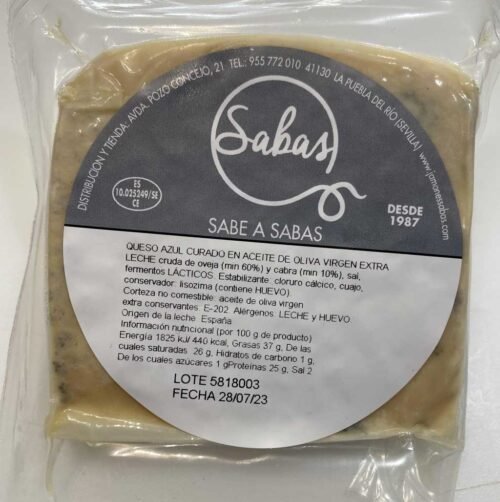 DISTRIBUCIÓN Y TIENDA: AVDA. POZO CONCEJO, 21 TEL.: 955 772 010 41130 LA PUEBLA DEL RÍO (SEVILLA)
www.jamonessabas.com
Sabas
ES
10.025249/SE
CE
SABE A SABAS
DESDE
1987
QUESO AZUL CURADO EN ACEITE DE OLIVA VIRGEN EXTRA
LECHE cruda de oveja (min 60%) y cabra (min 10%), sal,
fermentos LÁCTICOS. Estabilizante: cloruro cálcico, cuajo,
conservador: lisozima (contiene HUEVO).
Corteza no comestible: aceite de oliva virgen
extra conservantes: E-202. Alérgenos: LECHE y HUEVO.
Origen de la leche: España
Información nutricional (por 100 g de producto)
Energía 1825 kJ/ 440 kcal, Grasas 37 g, De las
cuales saturadas 26 g, Hidratos de carbono 1 g,
De los cuales azúcares 1 gProteínas 25 g, Sal 2
LOTE 5818003
FECHA 28/07/23